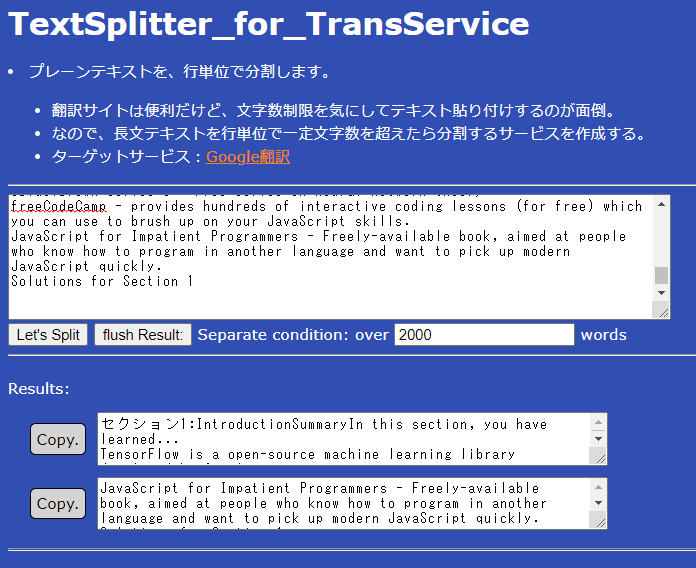 TextSplitter_for_TransService
プレーンテキストを、行単位で分割します。
翻訳サイトは便利だけど、文字数制限を気にしてテキスト貼り付けするのが面倒。
なので、長文テキストを行単位で一定文字数を超えたら分割するサービスを作成する。
ターゲットサービス：Google翻訳
freeCodeCamp - provides hundreds of interactive coding lessons (for free) which
you can use to brush up on your JavaScript skills.
JavaScript for Impatient Programmers - Freely-available book, aimed at people
who know how to program in another language and want to pick up modern
JavaScript quickly.
Solutions for Section 1
Let's Split flush Result: Separate condition: over 2000 words
Results:
Copy.
セクション1:IntroductionSummaryIn this section, you have
learned...
TensorFlow is a open-source machine learning library
Copy.
JavaScript for Impatient Programmers - Freely-available
book, aimed at people who know how to program in another
language and want to pick up modern JavaScript quickly.